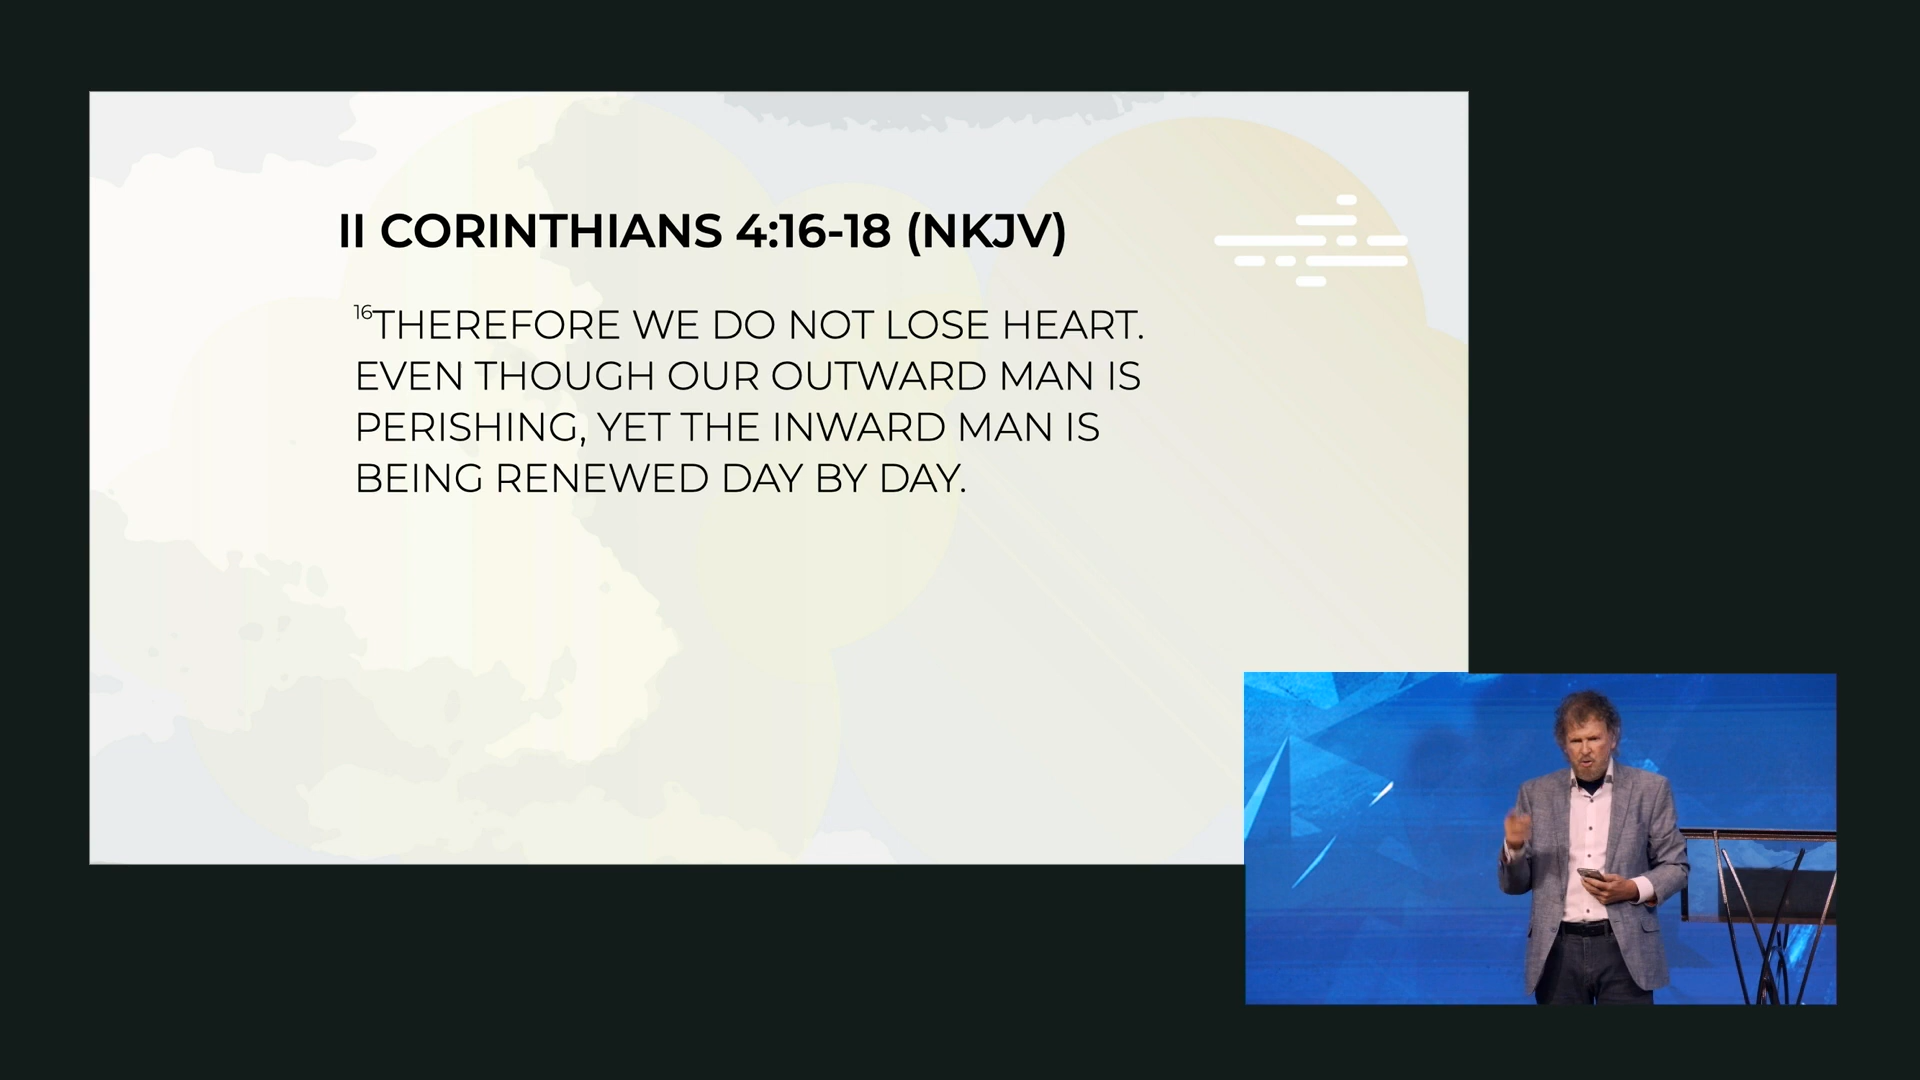 II CORINTHIANS 4:16-18 (NKJV)
16THEREFORE WE DO NOT LOSE HEART.
EVEN THOUGH OUR OUTWARD MAN IS
PERISHING, YET THE INWARD MAN IS
BEING RENEWED DAY BY DAY.